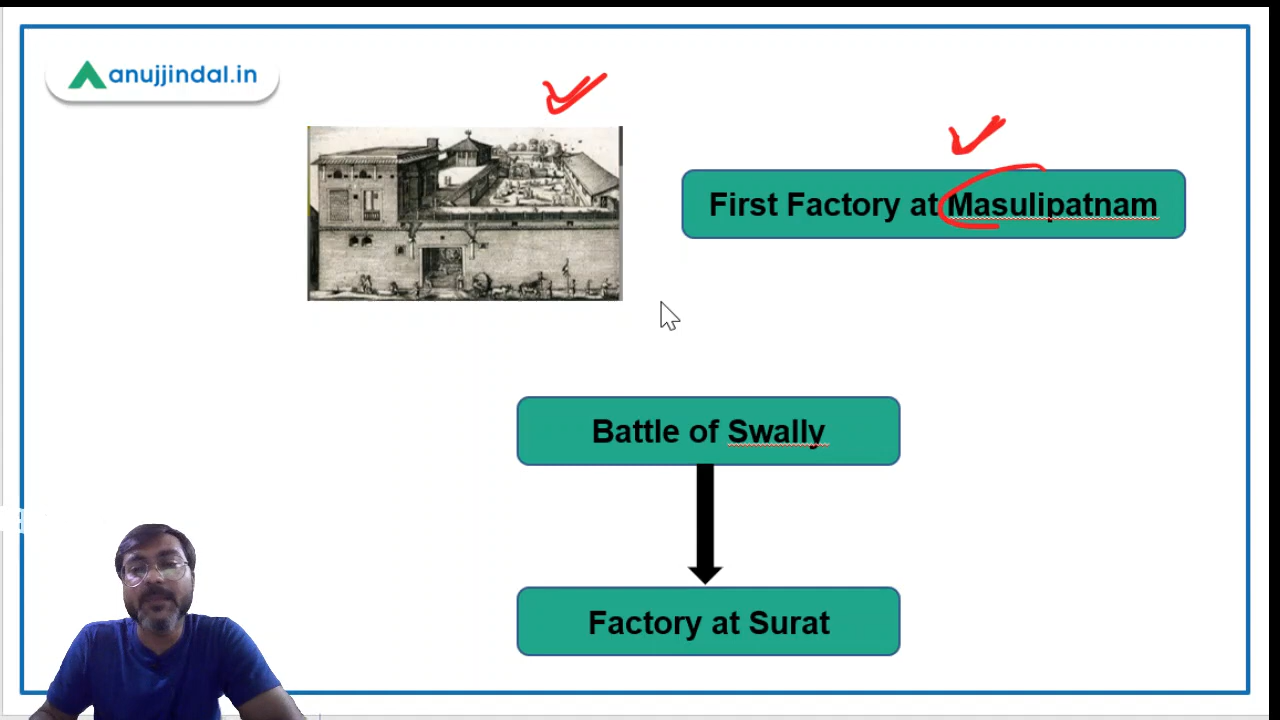 anujjindal.in
First Factory at Masulipatnam
Battle of Swally
Factory at Surat